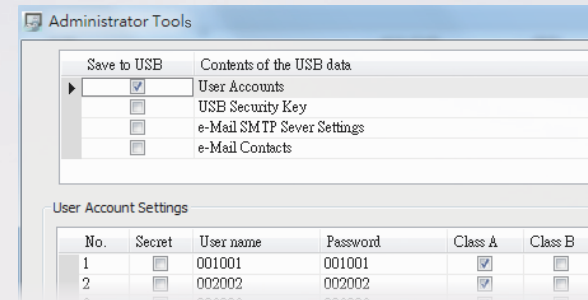 Administrator Tools
Save to USB Contents of the USB data
User Accounts
USB Security Key
e-Mail SMTP Sever Settings
e-Mail Contacts
User Account Settings
No. Secret User name Password Class A Class B
1 001001 001001
2 002002 002002